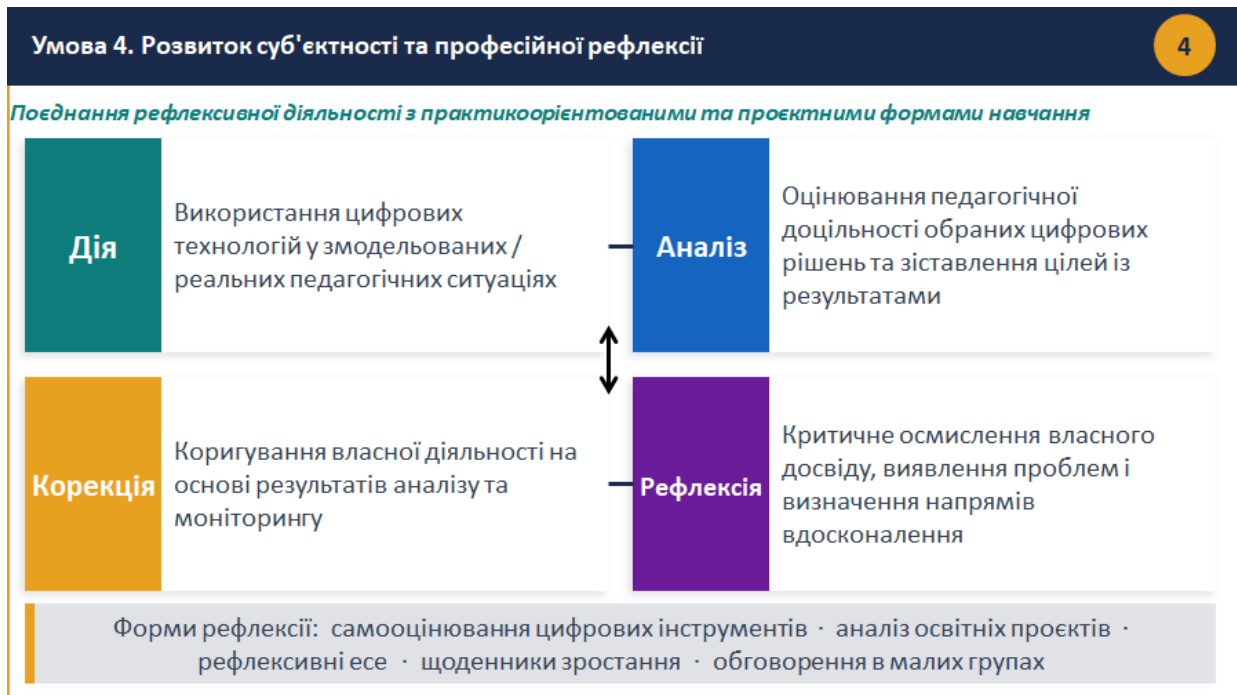 Умова 4. Розвиток суб'єктності та професійної рефлексії
4
Поєднання рефлексивної діяльності з практикоорієнтованими та проєктними формами навчання
Дія
Використання цифрових
технологій у змодельованих /
реальних педагогічних ситуаціях
Аналіз
Оцінювання педагогічної
доцільності обраних цифрових
рішень та зіставлення цілей із
результатами
Корекція
Коригування власної діяльності на
основі результатів аналізу та
моніторингу
Рефлексія
Критичне осмислення власного
досвіду, виявлення проблем і
визначення напрямів
вдосконалення
Форми рефлексії: самооцінювання цифрових інструментів · аналіз освітніх проєктів ·
рефлексивні есе · щоденники зростання · обговорення в малих групах